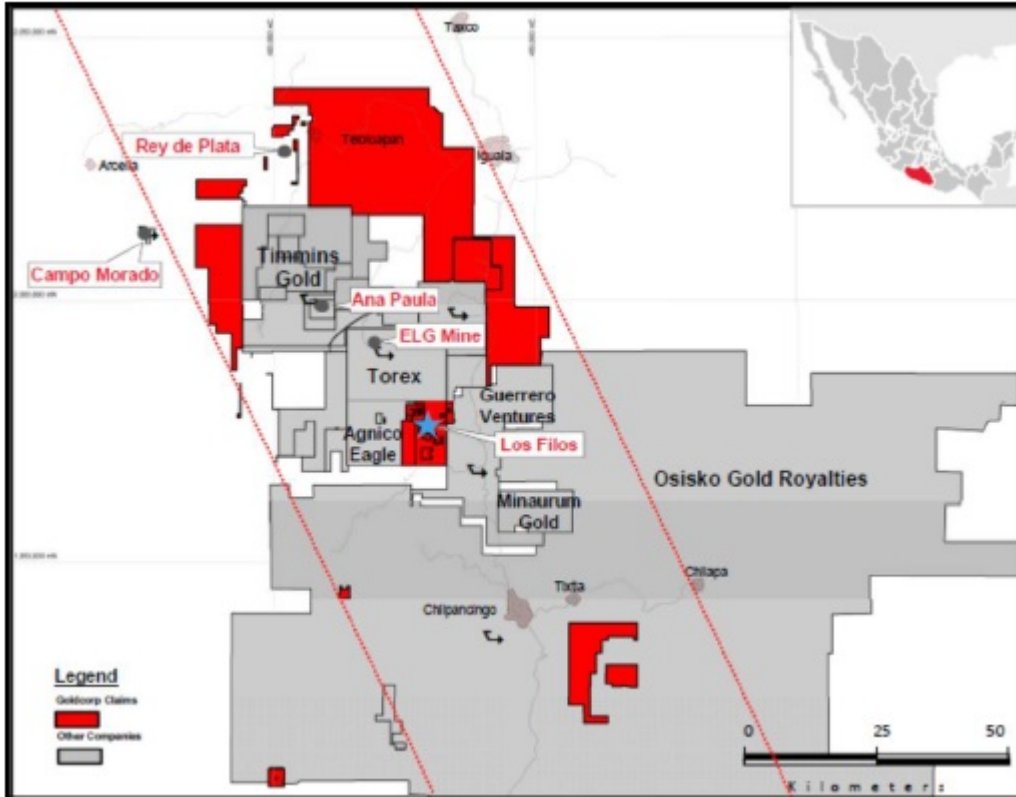 Taxco
Rey de Plata
Teloloapan
Iguala
Arcelia
Campo Morado
Timmins
Gold
Ana Paula
ELG Mine
Torex
Guerrero
Ventures
Agnico
Eagle
Los Filos
Osisko Gold Royalties
Minaurum
Gold
Tixtla
Chilapa
Chilpancingo
Legend
Goldcorp Claims
Other Companies
0
25
50
Kilometers